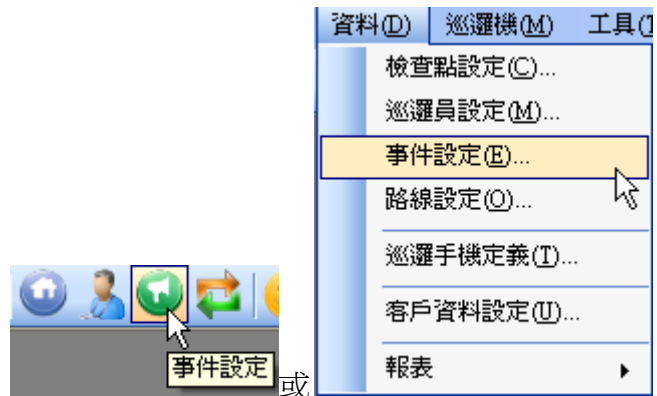 資料(D) 巡邏機(M) 工具(
檢查點設定(C)...
巡邏員設定(M)...
事件設定(E)...
路線設定(O)...
巡邏手機定義(T)...
客戶資料設定(U)...
報表
事件設定
或